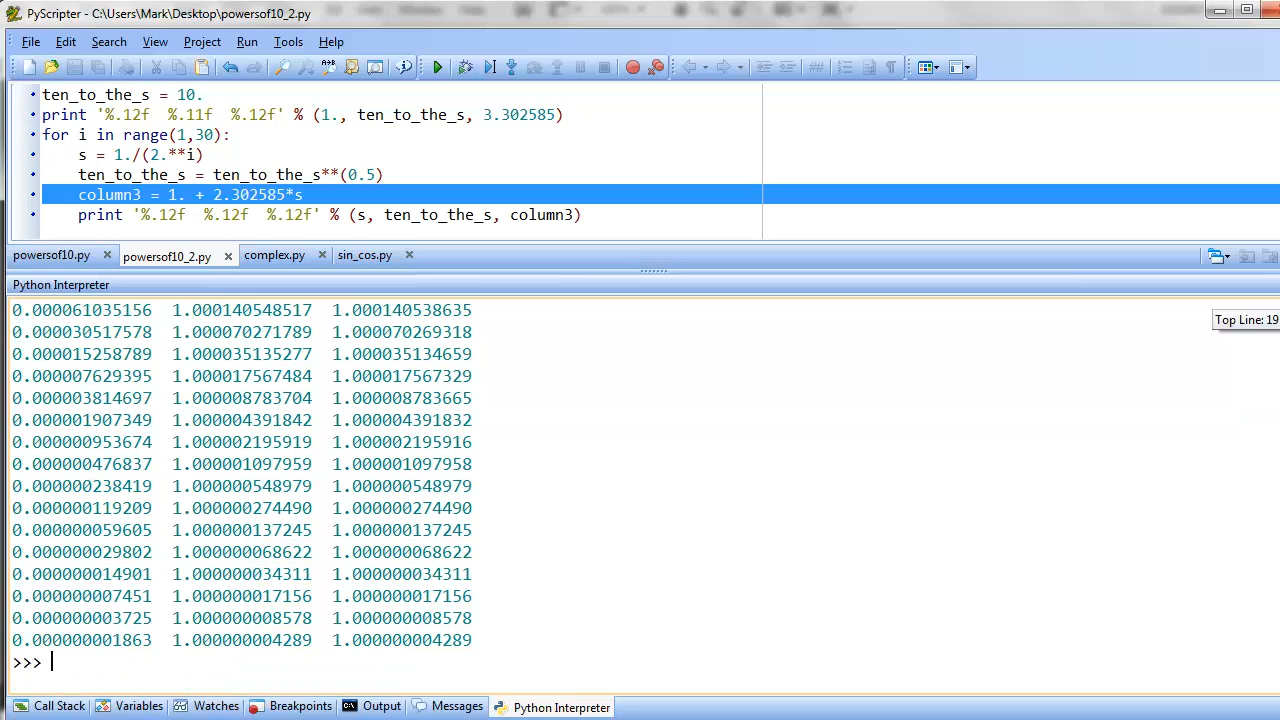 PyScripter - C:\Users\Mark\Desktop\powersof10_2.py
File Edit Search View Project Run Tools Help
ten_to_the_s = 10.
print '%.12f  %.11f  %.12f' % (1., ten_to_the_s, 3.302585)
for i in range(1,30):
    s = 1./(2.**i)
    ten_to_the_s = ten_to_the_s**(0.5)
    column3 = 1. + 2.302585*s
    print '%.12f  %.12f  %.12f' % (s, ten_to_the_s, column3)
powersof10.py powersof10_2.py complex.py sin_cos.py
Python Interpreter
0.000061035156  1.000140548517  1.000140538635
Top Line: 19
0.000030517578  1.000070271789  1.000070269318
0.000015258789  1.000035135277  1.000035134659
0.000007629395  1.000017567484  1.000017567329
0.000003814697  1.000008783704  1.000008783665
0.000001907349  1.000004391842  1.000004391832
0.000000953674  1.000002195919  1.000002195916
0.000000476837  1.000001097959  1.000001097958
0.000000238419  1.000000548979  1.000000548979
0.000000119209  1.000000274490  1.000000274490
0.000000059605  1.000000137245  1.000000137245
0.000000029802  1.000000068622  1.000000068622
0.000000014901  1.000000034311  1.000000034311
0.000000007451  1.000000017156  1.000000017156
0.000000003725  1.000000008578  1.000000008578
0.000000001863  1.000000004289  1.000000004289
>>>
Call Stack Variables Watches Breakpoints Output Messages Python Interpreter